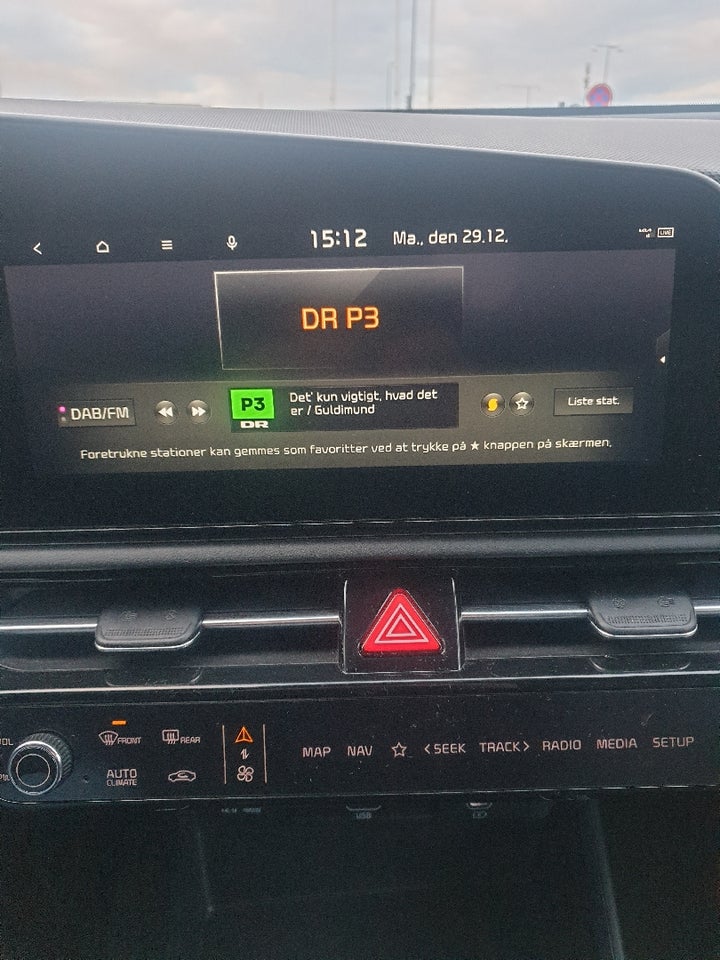 15:12 Ma., den 29.12.
LIVE
DR P3
DAB/FM
P3
DR
Det' kun vigtigt, hvad det
er / Guldimund
Liste stat.
Foretrukne stationer kan gemmes som favoritter ved at trykke på ★ knappen på skærmen.
FRONT
REAR
AUTO
CLIMATE
MAP NAV ☆ <SEEK TRACK> RADIO MEDIA SETUP
USB